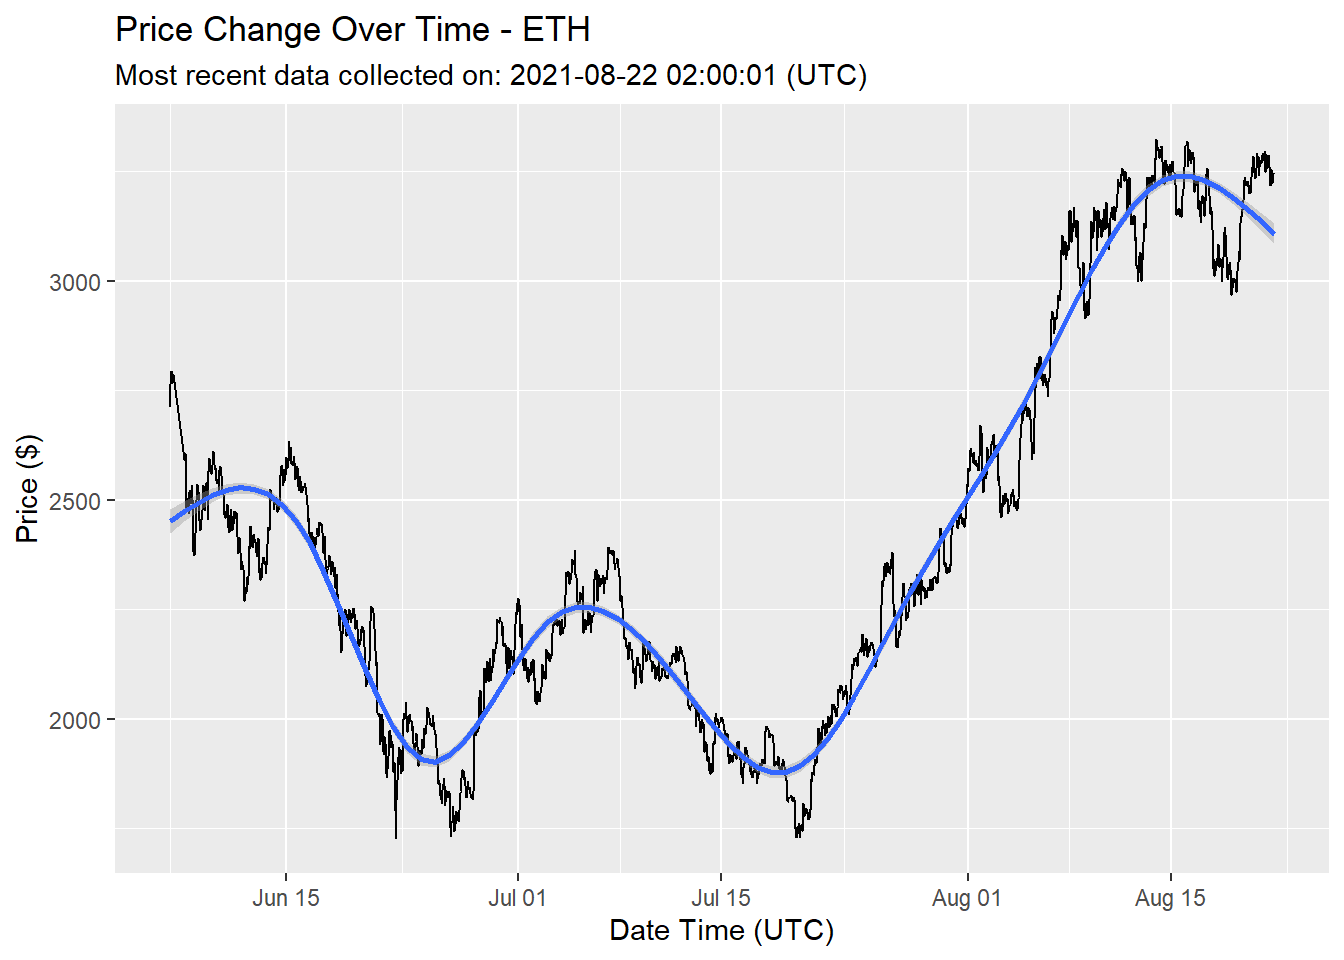 Price Change Over Time - ETH
Most recent data collected on: 2021-08-22 02:00:01 (UTC)
Price ($)
3000
2500
2000
Jun 15
Jul 01
Jul 15
Aug 01
Aug 15
Date Time (UTC)